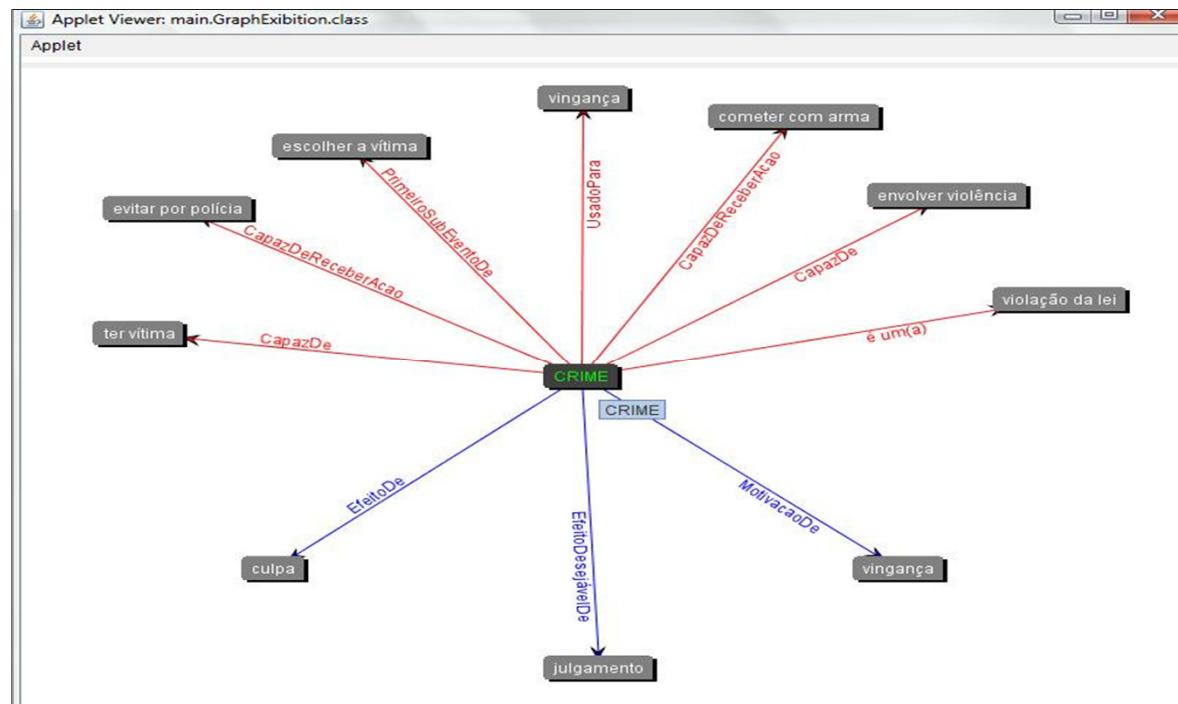 Applet Viewer: main.GraphExibition.class
Applet
vingança
cometer com arma
escolher a vítima
envolver violência
evitar por polícia
violação da lei
ter vítima
UsadoPara
PrimeiroSubEventoDe
CapazDeReceberAcao
CapazDeReceberAcao
CapazDe
é um(a)
CapazDe
CRIME
CRIME
EfeitoDe
EfeitoDesejávelDe
MotivacaoDe
culpa
vingança
julgamento